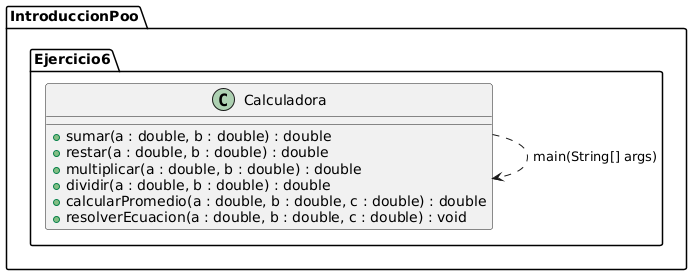 IntroduccionPoo
Ejercicio6
C Calculadora
sumar(a : double, b : double) : double
restar(a : double, b : double) : double
multiplicar(a : double, b : double) : double
dividir(a : double, b : double) : double
calcularPromedio(a : double, b : double, c : double) : double
resolverEcuacion(a : double, b : double, c : double) : void
main(String[] args)